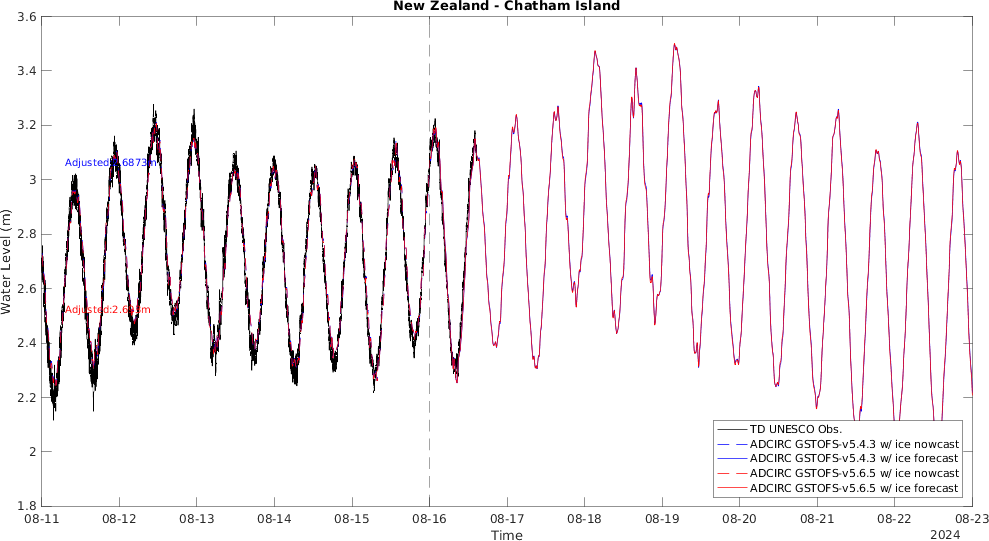 New Zealand - Chatham Island
3.6
3.4
3.2
3
2.8
2.6
2.4
2.2
2
1.8
Water Level (m)
Adjusted:2.6873m
TD UNESCO Obs.
ADCIRC GSTOFS-v5.4.3 w/ ice nowcast
ADCIRC GSTOFS-v5.4.3 w/ ice forecast
ADCIRC GSTOFS-v5.6.5 w/ ice nowcast
ADCIRC GSTOFS-v5.6.5 w/ ice forecast
08-11 08-12 08-13 08-14 08-15 08-16 08-17 08-18 08-19 08-20 08-21 08-22 08-23
Time
2024